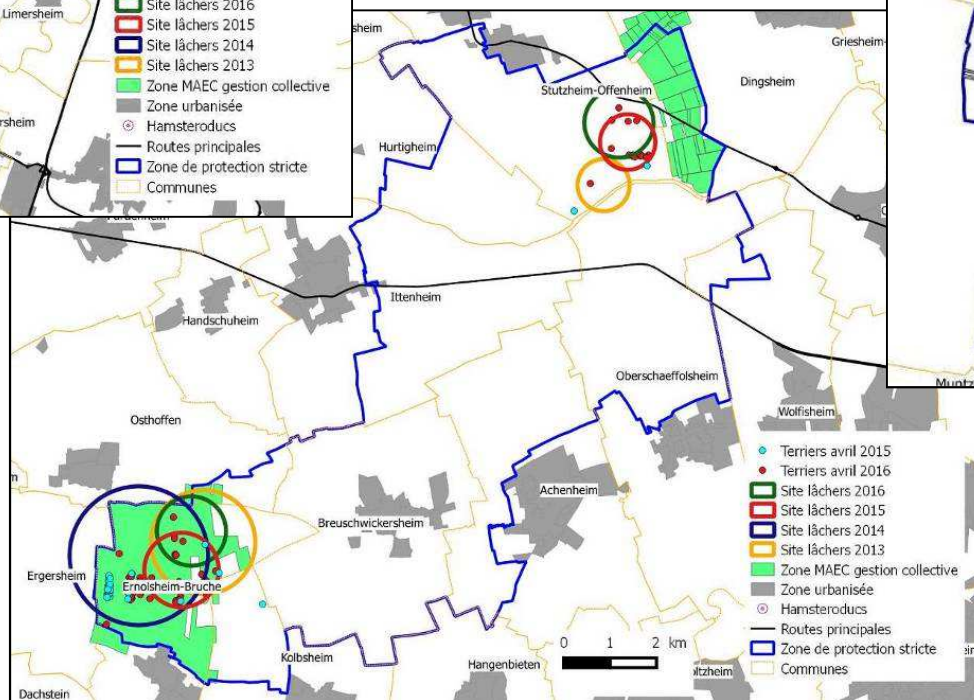 Limersheim
Site lâchers 2016
Site lâchers 2015
Site lâchers 2014
Site lâchers 2013
Zone MAEC gestion collective
Zone urbanisée
Hamsteroducs
Routes principales
Zone de protection stricte
Communes
rsheim
sheim
Griesheim-
Stutzheim-Offenheim
Dingsheim
Hurtigheim
Ittenheim
Handschuheim
Oberschaeffolsheim
Wolfisheim
Osthoffen
Achenheim
Breuschwickersheim
Ergersheim
Ernolsheim-Bruche
Kolbsheim
Hangenbieten
Dachstein
Terriers avril 2015
Terriers avril 2016
Site lâchers 2016
Site lâchers 2015
Site lâchers 2014
Site lâchers 2013
Zone MAEC gestion collective
Zone urbanisée
Hamsteroducs
Routes principales
Zone de protection stricte
Communes
0 1 2 km